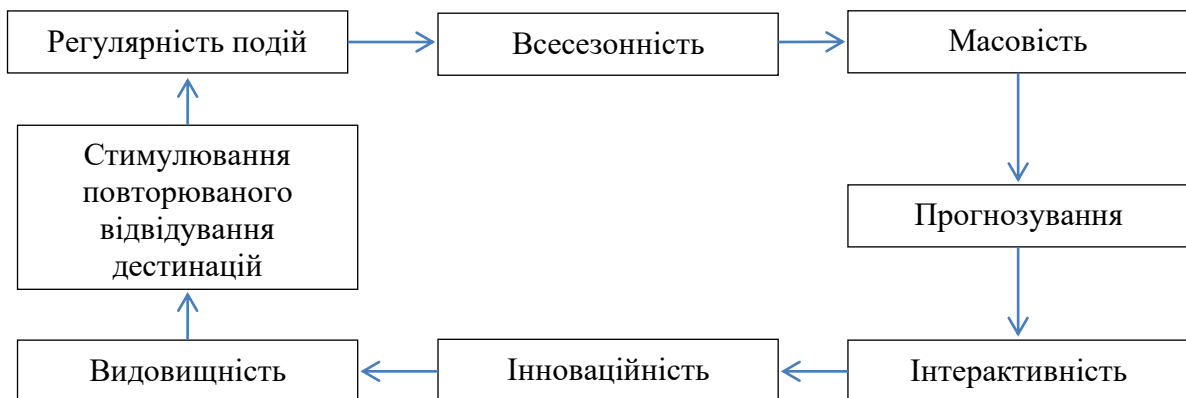 Регулярність подій
Всесезонність
Масовість
Стимулювання
повторюваного
відвідування
дестинацій
Прогнозування
Видовищність
Інноваційність
Інтерактивність